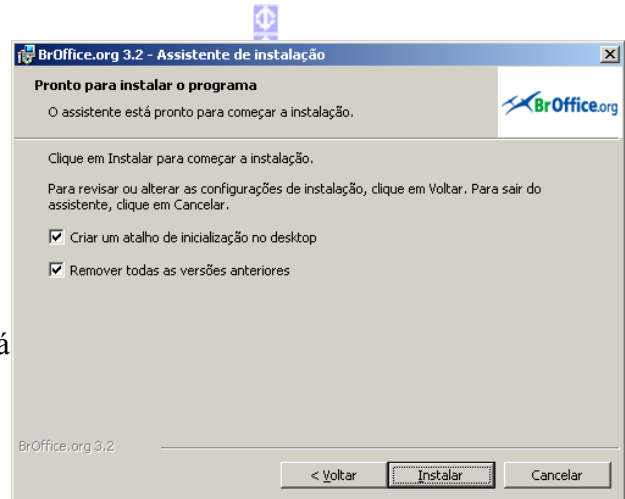 BrOffice.org 3.2 - Assistente de instalação
Pronto para instalar o programa
O assistente está pronto para começar a instalação.
BrOffice.org
Clique em Instalar para começar a instalação.
Para revisar ou alterar as configurações de instalação, clique em Voltar. Para sair do
assistente, clique em Cancelar.
Criar um atalho de inicialização no desktop
Remover todas as versões anteriores
á
BrOffice.org 3.2
< Voltar
Instalar
Cancelar